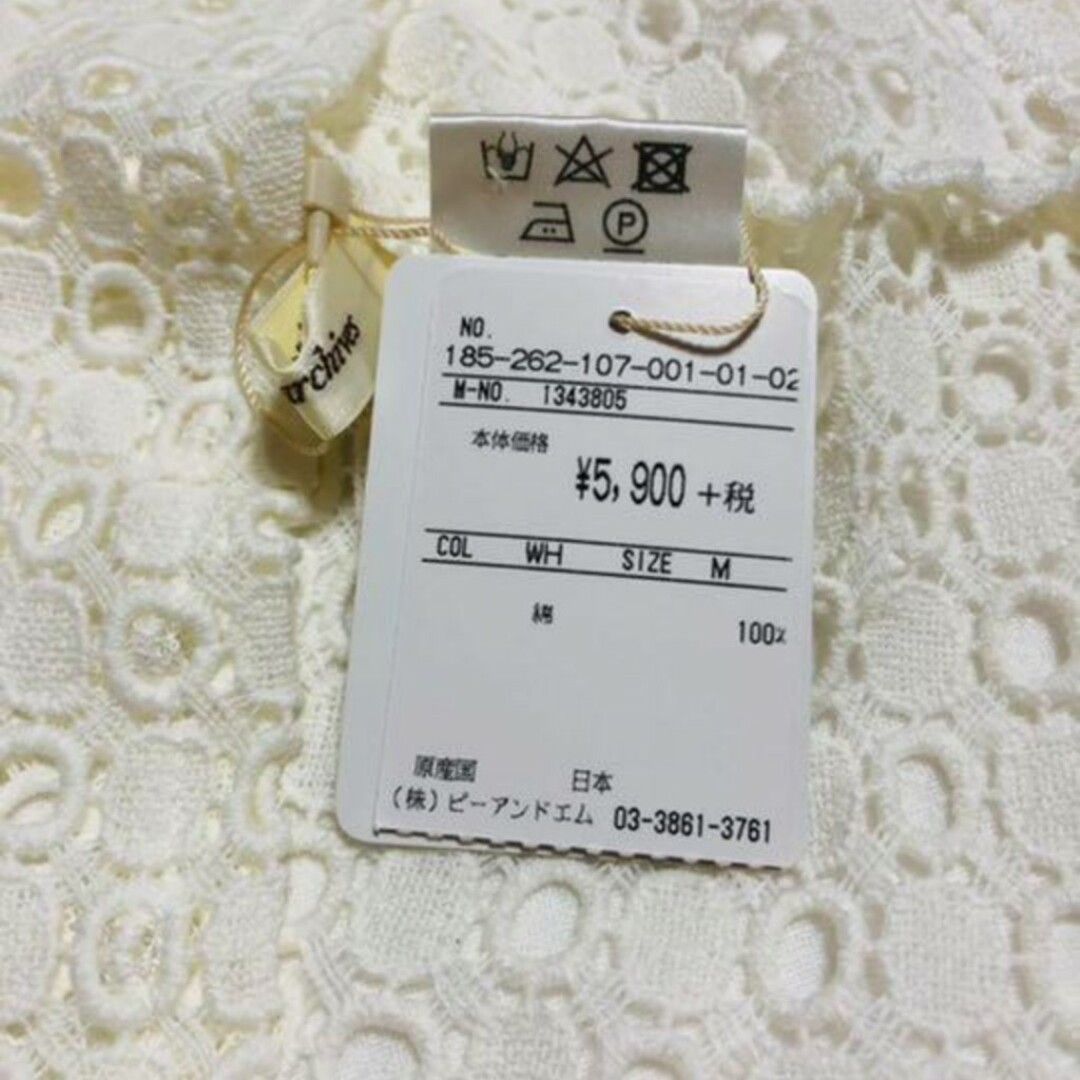 P
archives
NO.
185-262-107-001-01-02
M-NO. 1343805
本体価格
¥5,900 +税
COL WH SIZE M
綿 100%
原産国 日本
(株)ピーアンドエム 03-3861-3761